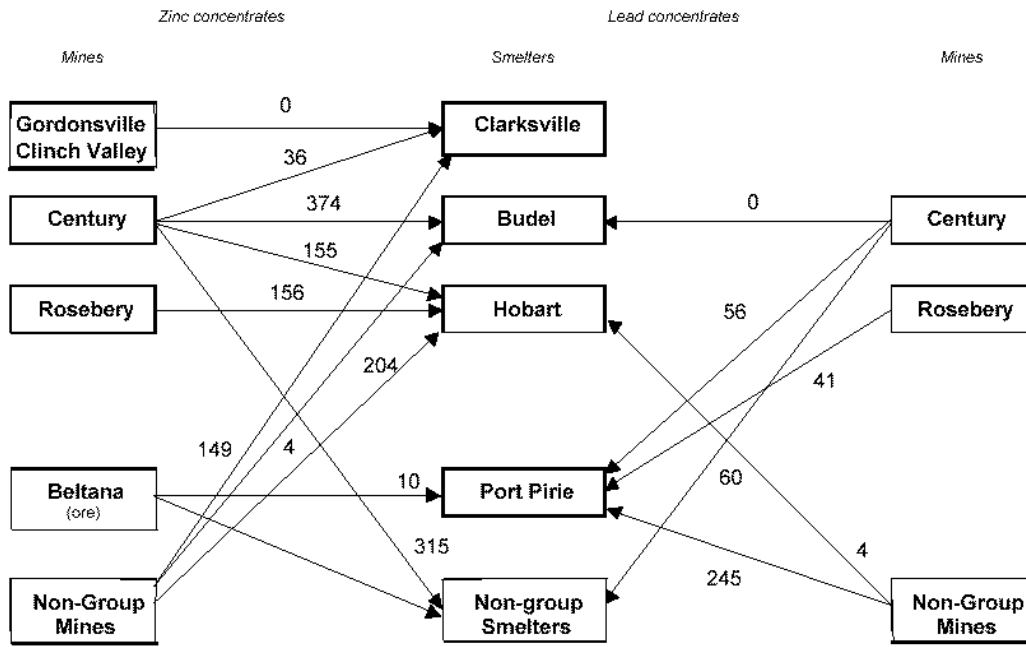 Zinc concentrates
Lead concentrates
Mines
Smelters
Mines
Gordonsville
Clinch Valley
0
Clarksville
36
Century
374
Budel
0
Century
155
Rosebery
156
Hobart
56
Rosebery
204
41
149
4
Beltana
(ore)
10
Port Pirie
60
315
4
245
Non-Group
Mines
Non-group
Smelters
Non-Group
Mines